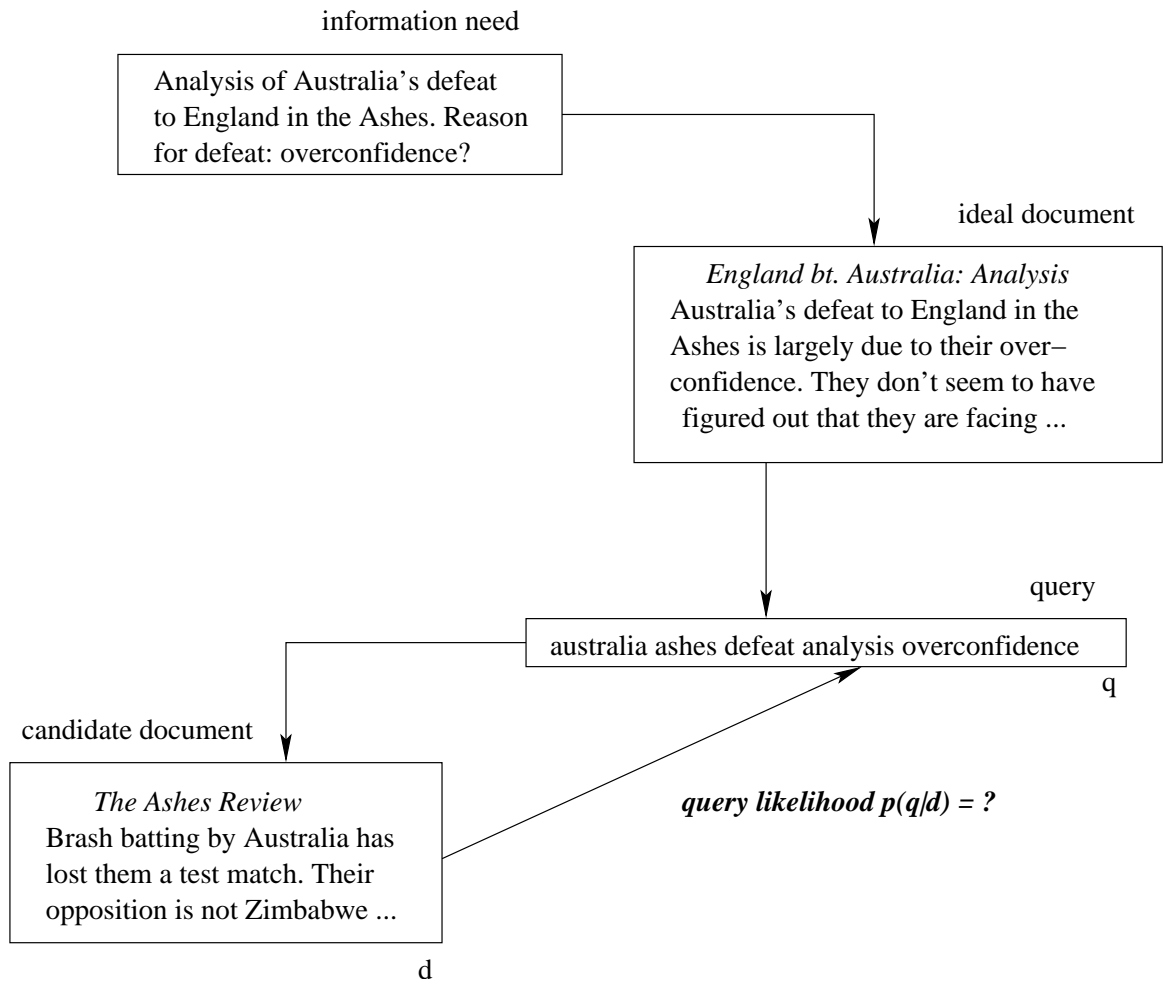 information need
Analysis of Australia’s defeat
to England in the Ashes. Reason
for defeat: overconfidence?
ideal document
England bt. Australia: Analysis
Australia’s defeat to England in the
Ashes is largely due to their over–
confidence. They don’t seem to have
figured out that they are facing ...
query
australia ashes defeat analysis overconfidence
q
candidate document
The Ashes Review
Brash batting by Australia has
lost them a test match. Their
opposition is not Zimbabwe ...
d
query likelihood p(q|d) = ?